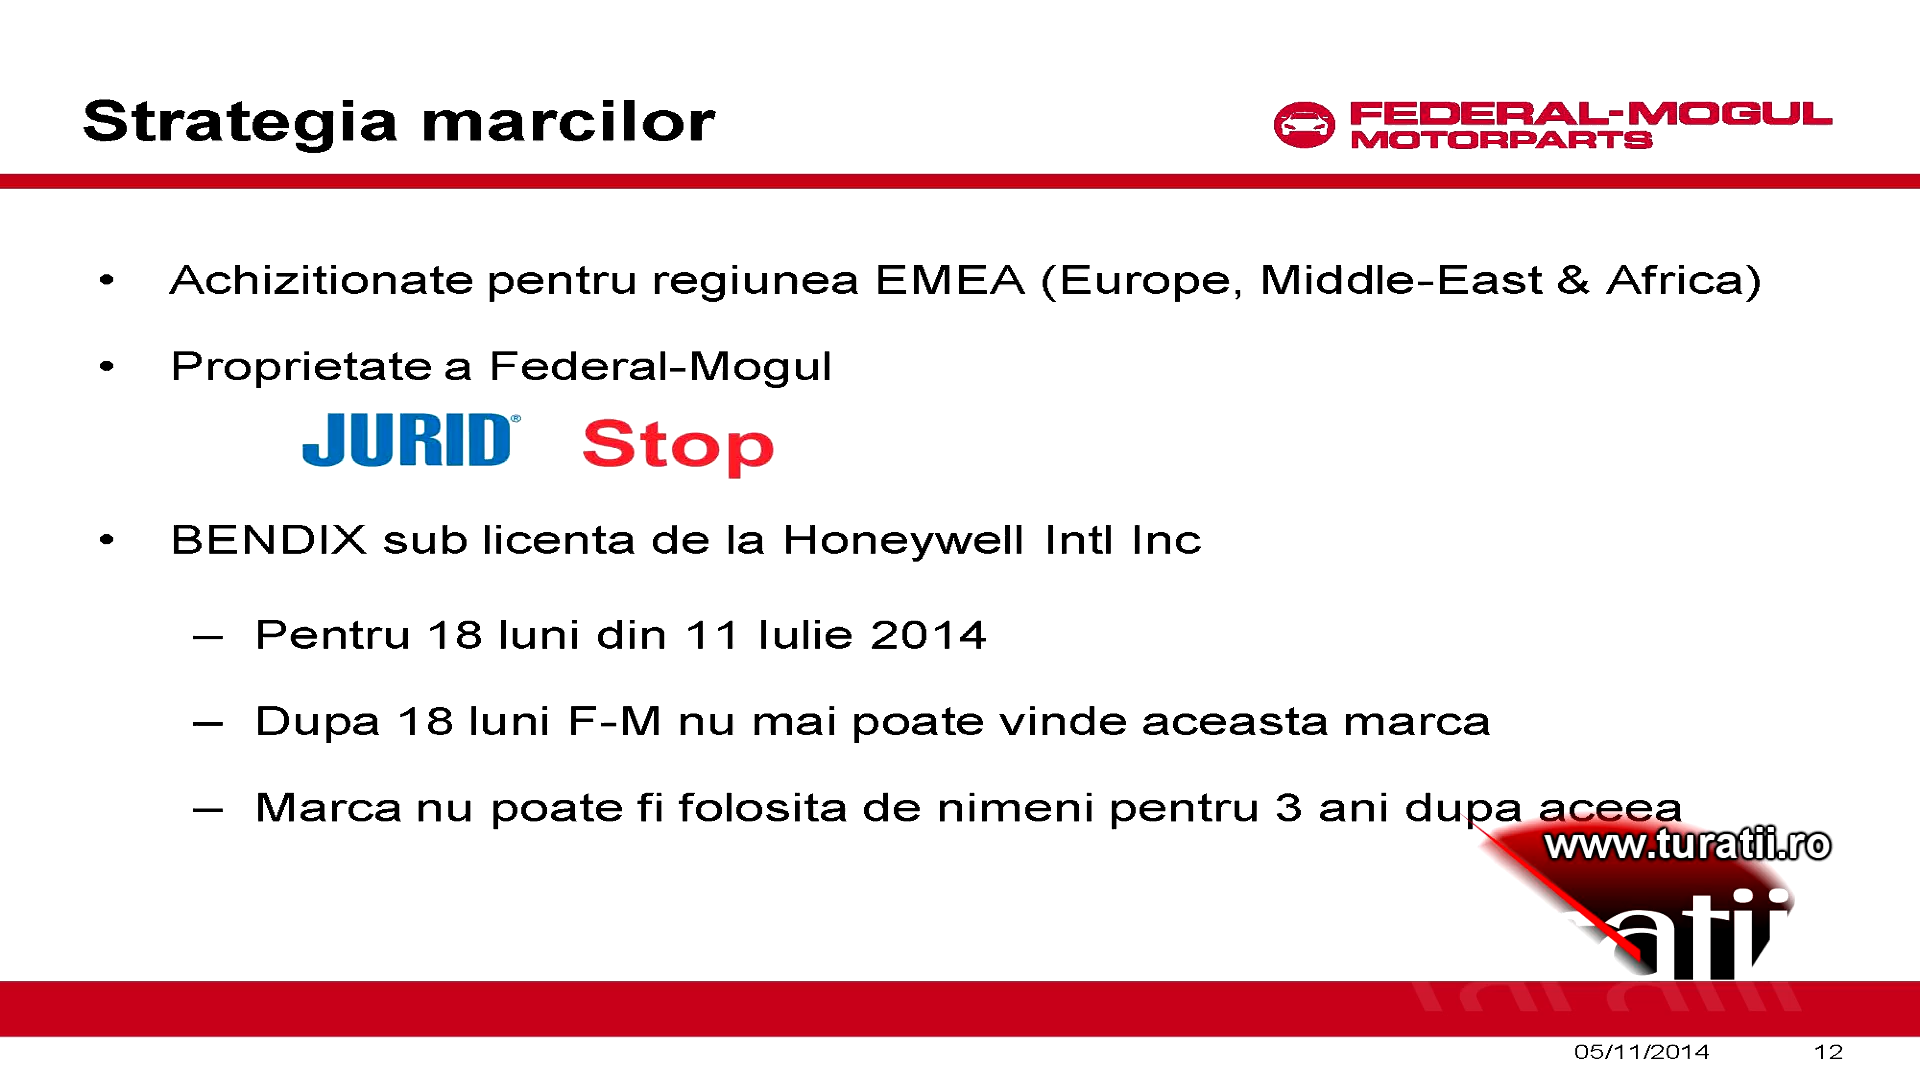 Strategia marcilor
FEDERAL-MOGUL
MOTORPARTS
• Achizitionate pentru regiunea EMEA (Europe, Middle-East & Africa)
• Proprietate a Federal-Mogul
JURID® Stop
• BENDIX sub licenta de la Honeywell Intl Inc
– Pentru 18 luni din 11 Iulie 2014
– Dupa 18 luni F-M nu mai poate vinde aceasta marca
– Marca nu poate fi folosita de nimeni pentru 3 ani dupa aceea
www.turatii.ro
05/11/2014 12